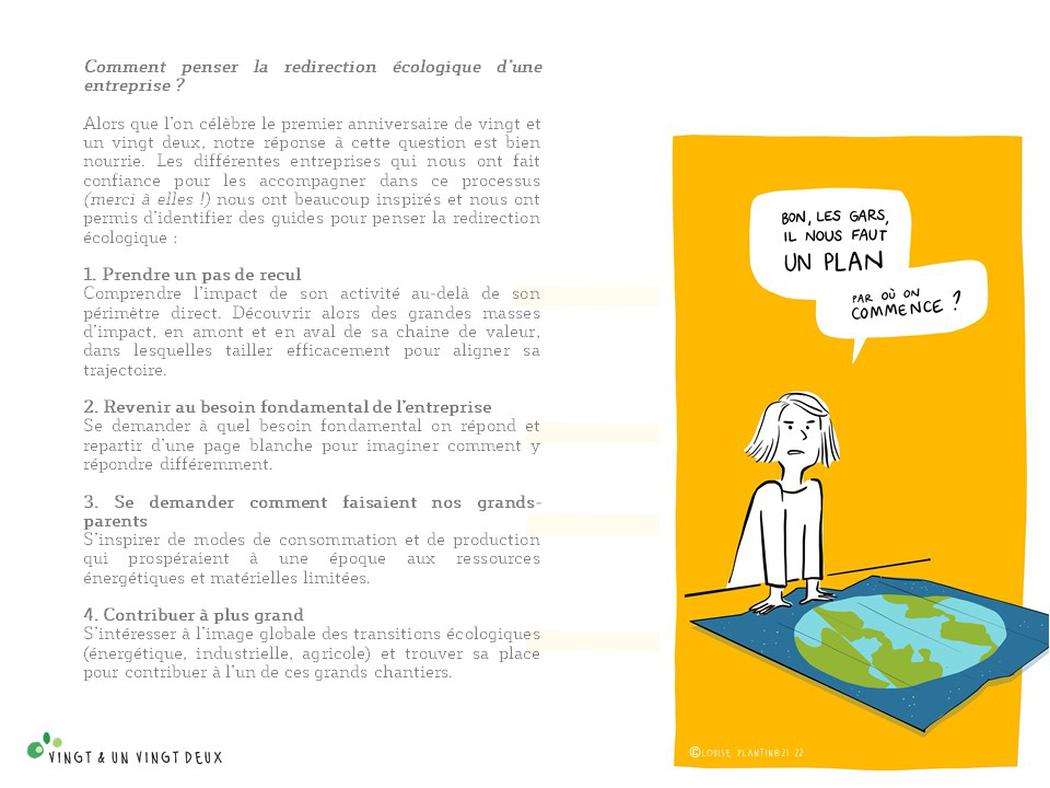 Comment penser la redirection écologique d'une
entreprise ?
Alors que l'on célèbre le premier anniversaire de vingt et
un vingt deux, notre réponse à cette question est bien
nourrie. Les différentes entreprises qui nous ont fait
confiance pour les accompagner dans ce processus
(merci à elles !) nous ont beaucoup inspirés et nous ont
permis d'identifier des guides pour penser la redirection
écologique :
1. Prendre un pas de recul
Comprendre l'impact de son activité au-delà de son
périmètre direct. Découvrir alors des grandes masses
d'impact, en amont et en aval de sa chaine de valeur,
dans lesquelles tailler efficacement pour aligner sa
trajectoire.
2. Revenir au besoin fondamental de l'entreprise
Se demander à quel besoin fondamental on répond et
repartir d'une page blanche pour imaginer comment y
répondre différemment.
3. Se demander comment faisaient nos grands-
parents
S'inspirer de modes de consommation et de production
qui prospéraient à une époque aux ressources
énergétiques et matérielles limitées.
4. Contribuer à plus grand
S'intéresser à l'image globale des transitions écologiques
(énergétique, industrielle, agricole) et trouver sa place
pour contribuer à l'un de ces grands chantiers.
VINGT & UN VINGT DEUX
BON, LES GARS,
IL NOUS FAUT
UN PLAN
PAR OÙ ON
COMMENCE ?
©LOUISE PLANTIN@21 22